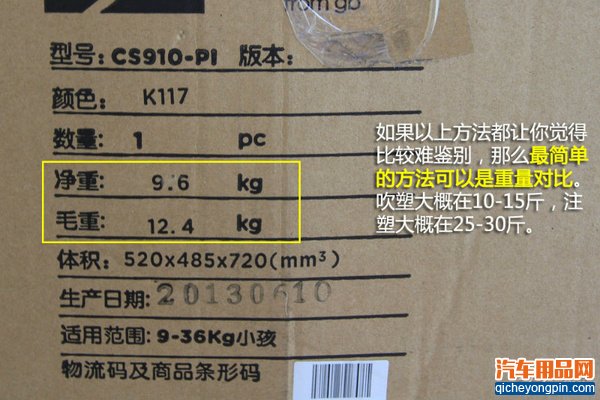 from gb
型号: CS910-PI 版本:
颜色: K117
数量: 1 pc
净重: 9.6 kg
毛重: 12.4 kg
体积: 520x485x720(mm³)
生产日期: 20130610
适用范围: 9-36Kg小孩
物流码及商品条形码
如果以上方法都让你觉得
比较难鉴别，那么最简单
的方法可以是重量对比。
吹塑大概在10-15斤，注
塑大概在25-30斤。
汽车用品网
qicheyongpin.com